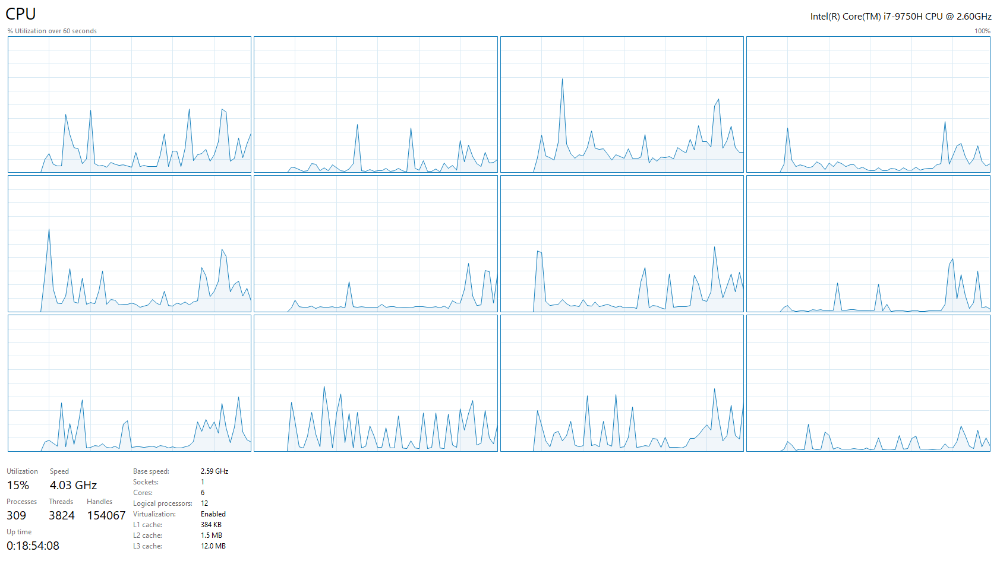 CPU
Intel(R) Core(TM) i7-9750H CPU @ 2.60GHz
% Utilization over 60 seconds
100%
Utilization
Speed
15%
4.03 GHz
Processes
Threads
Handles
309
3824
154067
Up time
0:18:54:08
Base speed: 2.59 GHz
Sockets: 1
Cores: 6
Logical processors: 12
Virtualization: Enabled
L1 cache: 384 KB
L2 cache: 1.5 MB
L3 cache: 12.0 MB